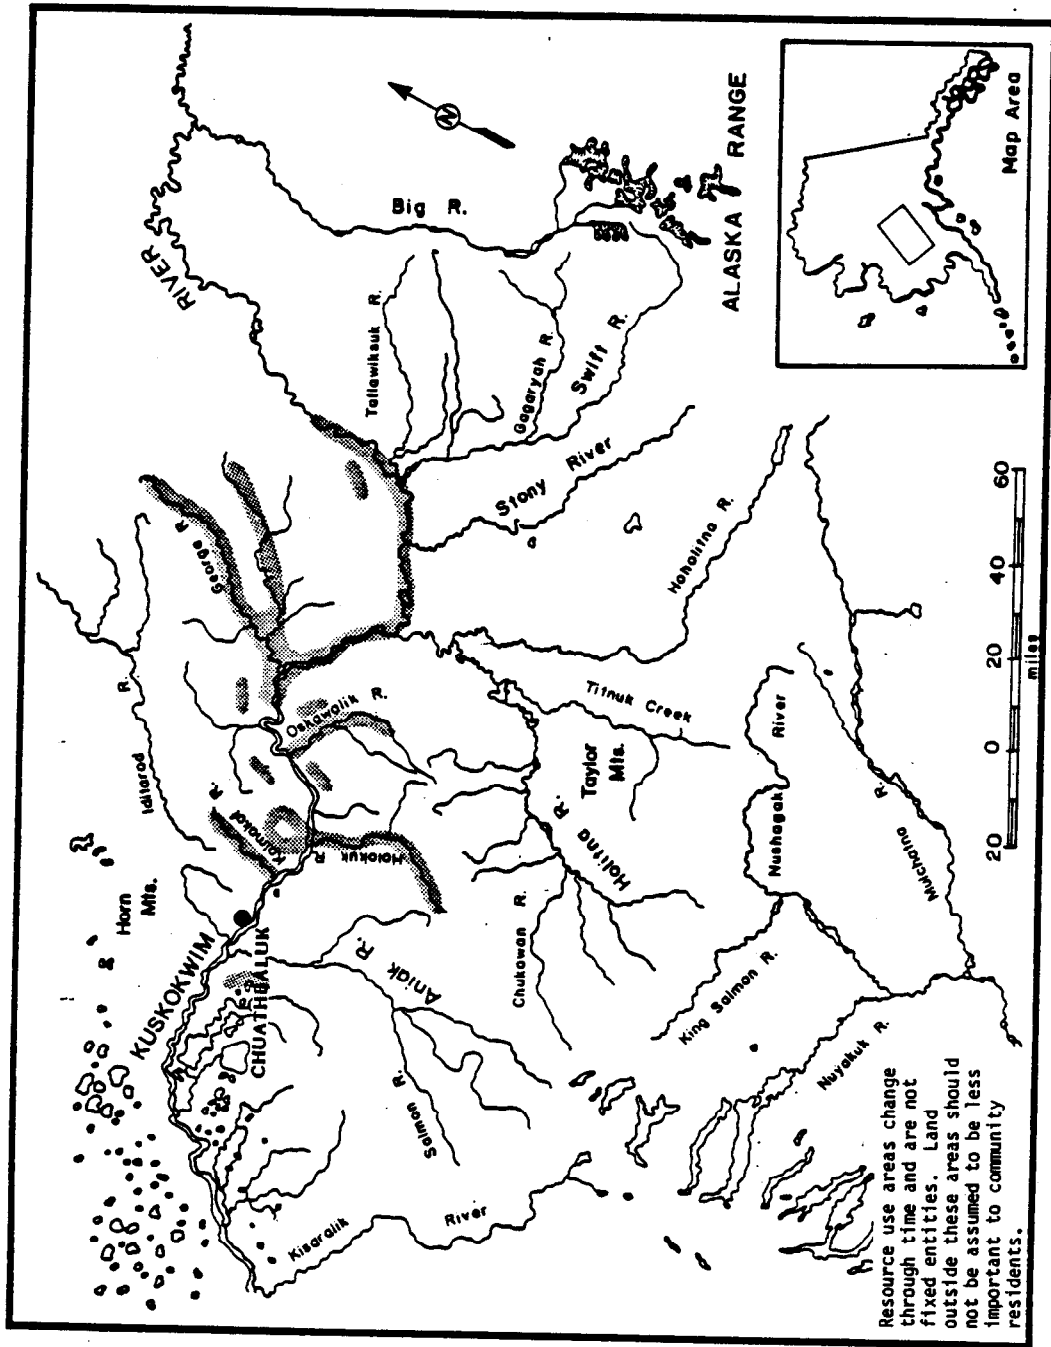 KUSKOKWIM
RIVER
Horn
Mts.
Iditarod
R.
George R.
Kolmakof R.
CHUATHBALUK
Holokuk
R.
Oskawalik R.
Aniak R.
Salmon R.
Kisaralik
River
Chukowan R.
Holitna R.
Taylor
Mts.
Titnuk Creek
Hoholitna R.
Stony River
Swift R.
Gagaryah R.
Tatlawiksuk R.
Big R.
ALASKA RANGE
N
Nushagak
River
King Salmon R.
Nuyakuk R.
Mulchatna
R.
Map Area
20 0 20 40 60
miles
Resource use areas change
through time and are not
fixed entities. Land
outside these areas should
not be assumed to be less
important to community
residents.